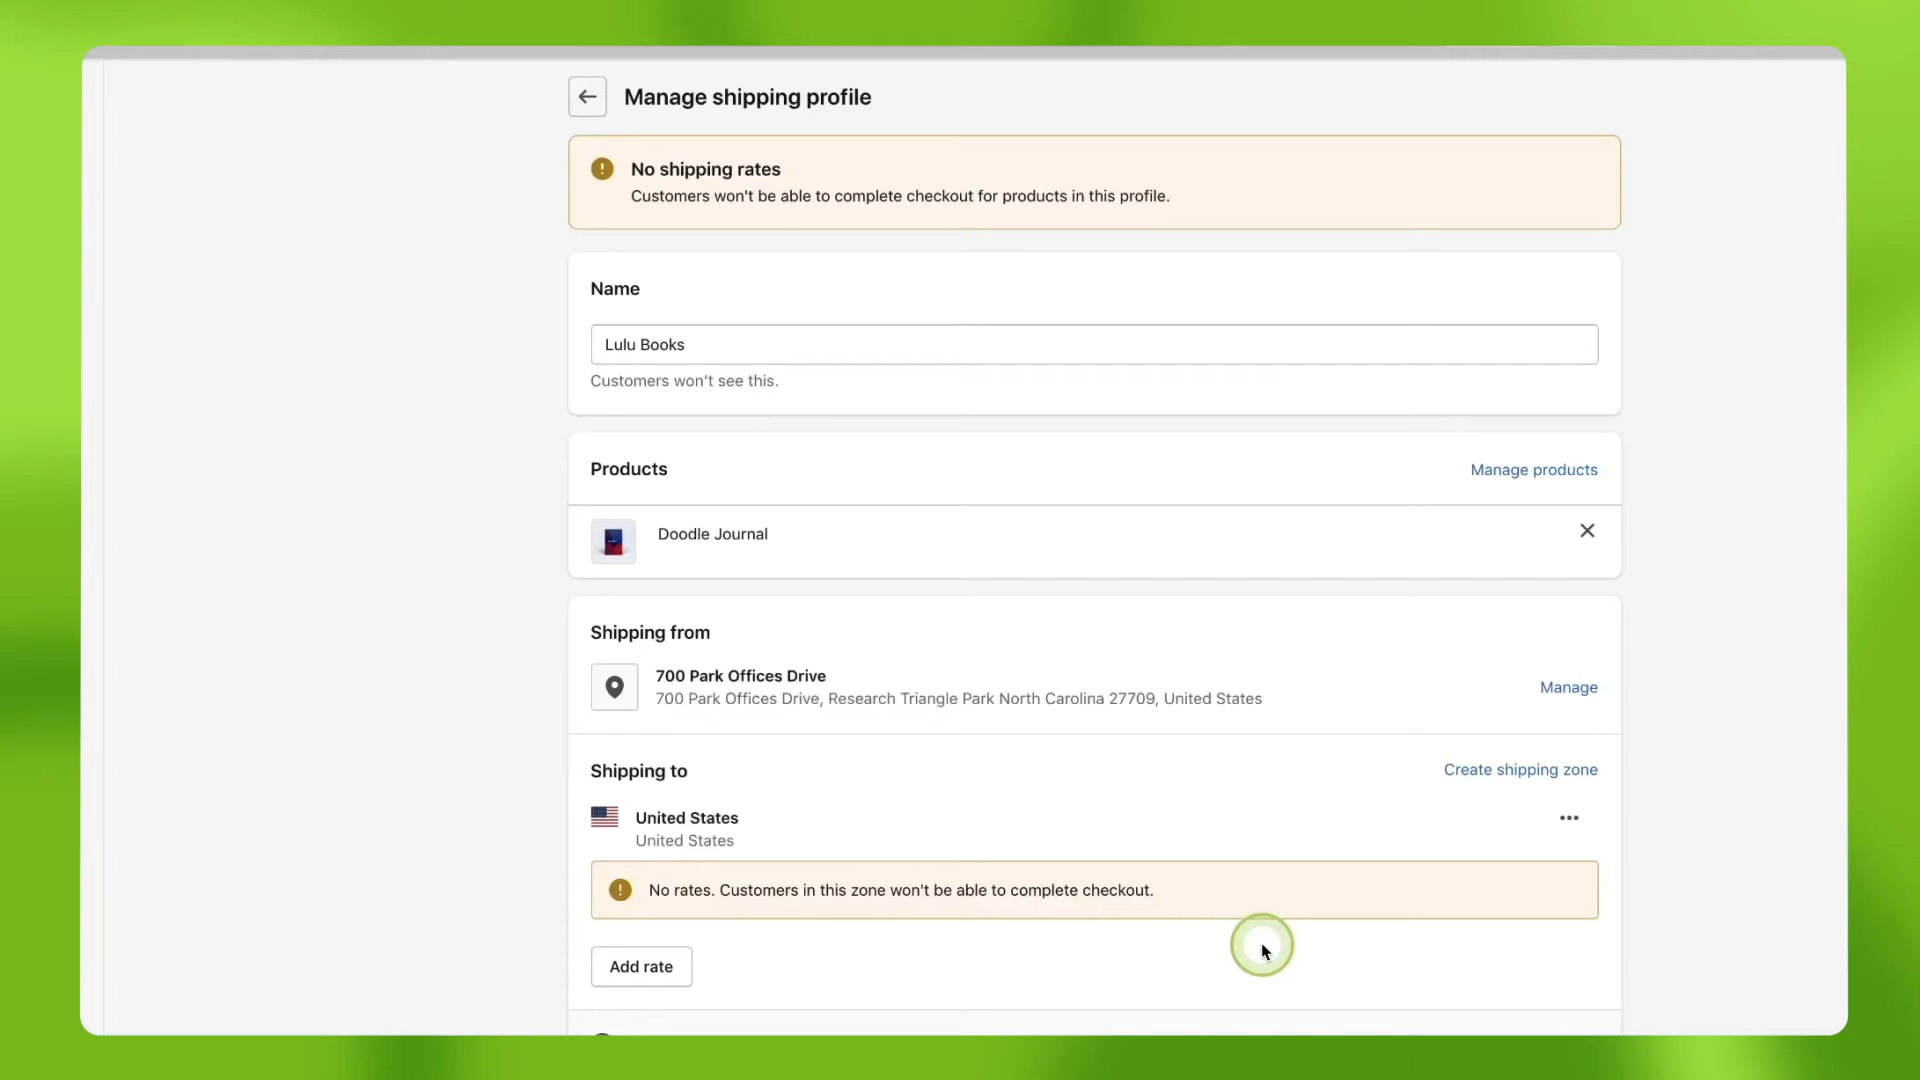 Manage shipping profile
No shipping rates
Customers won't be able to complete checkout for products in this profile.
Name
Lulu Books
Customers won’t see this.
Products
Manage products
Doodle Journal
Shipping from
700 Park Offices Drive
700 Park Offices Drive, Research Triangle Park North Carolina 27709, United States
Manage
Shipping to
Create shipping zone
United States
United States
No rates. Customers in this zone won't be able to complete checkout.
Add rate